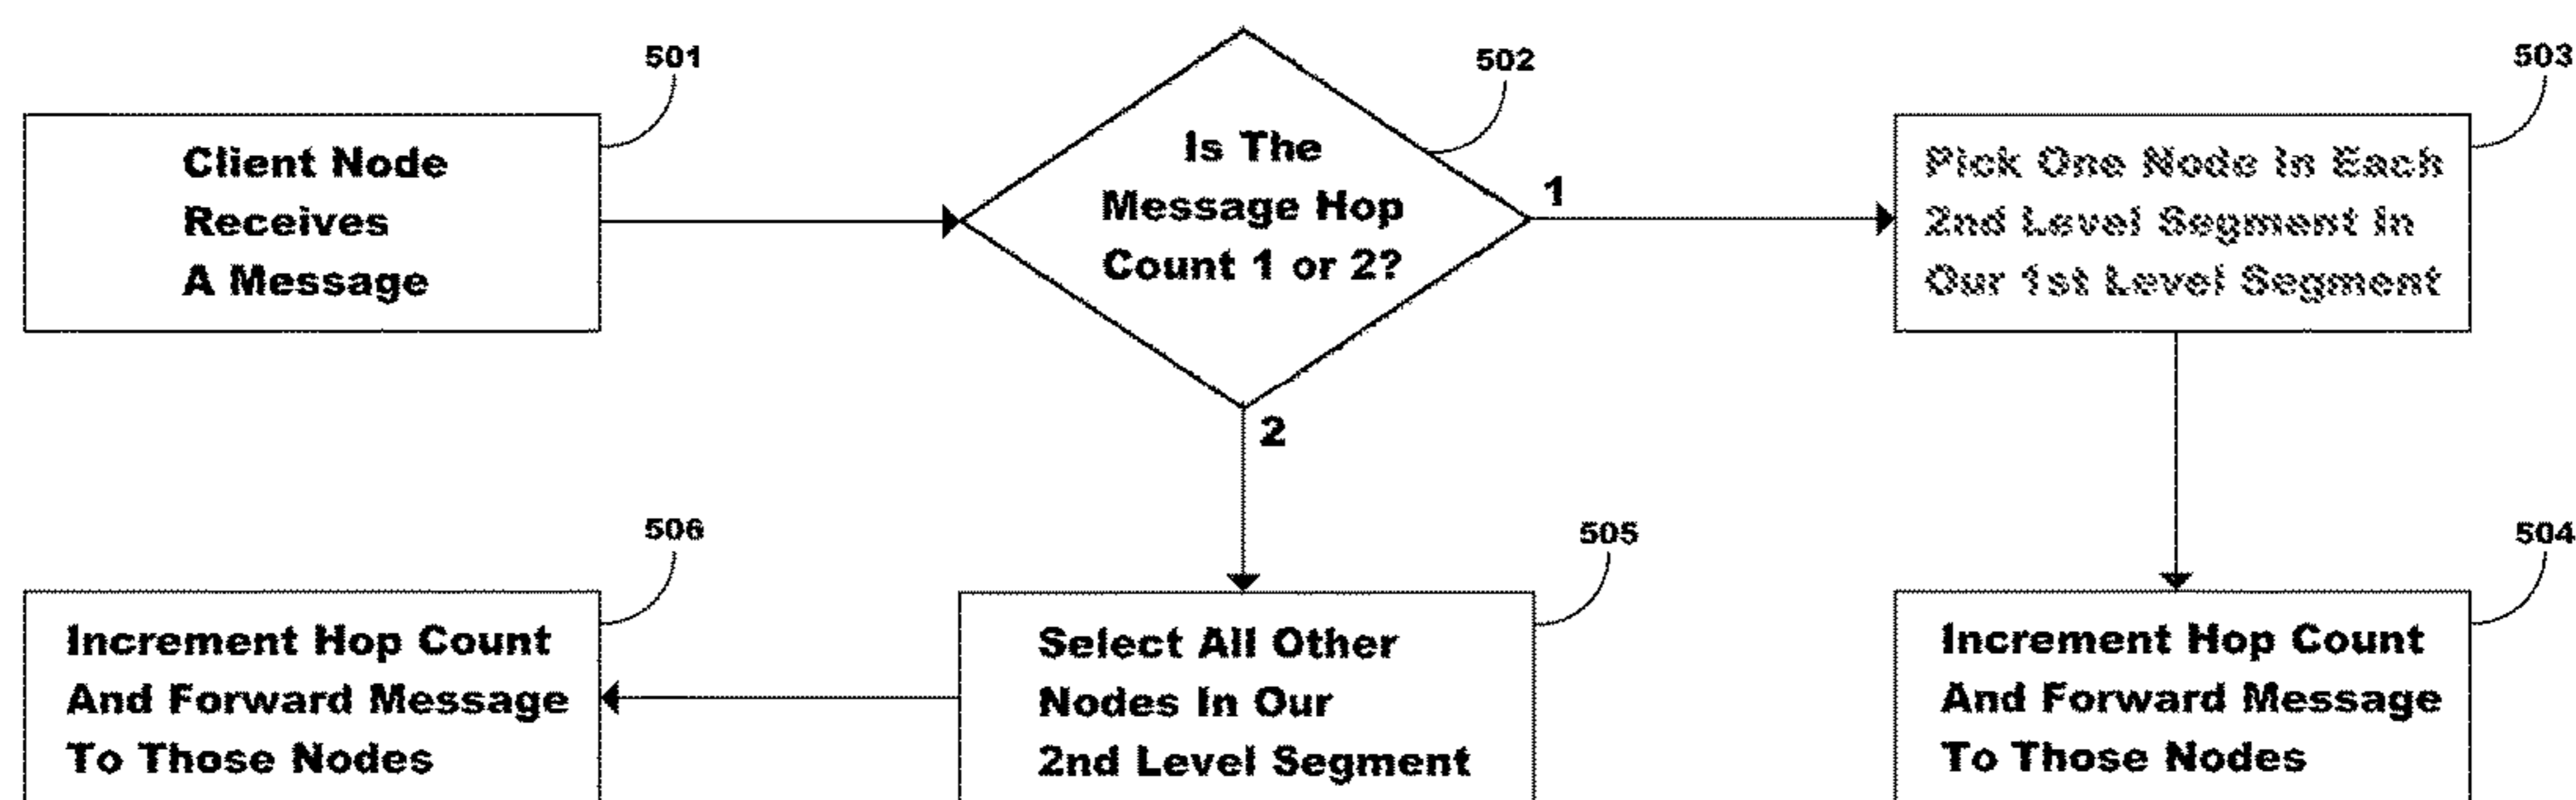 501
Client Node
Receives
A Message
502
Is The
Message Hop
Count 1 or 2?
1
2
503
Pick One Node In Each
2nd Level Segment In
Our 1st Level Segment
506
Increment Hop Count
And Forward Message
To Those Nodes
505
Select All Other
Nodes In Our
2nd Level Segment
504
Increment Hop Count
And Forward Message
To Those Nodes